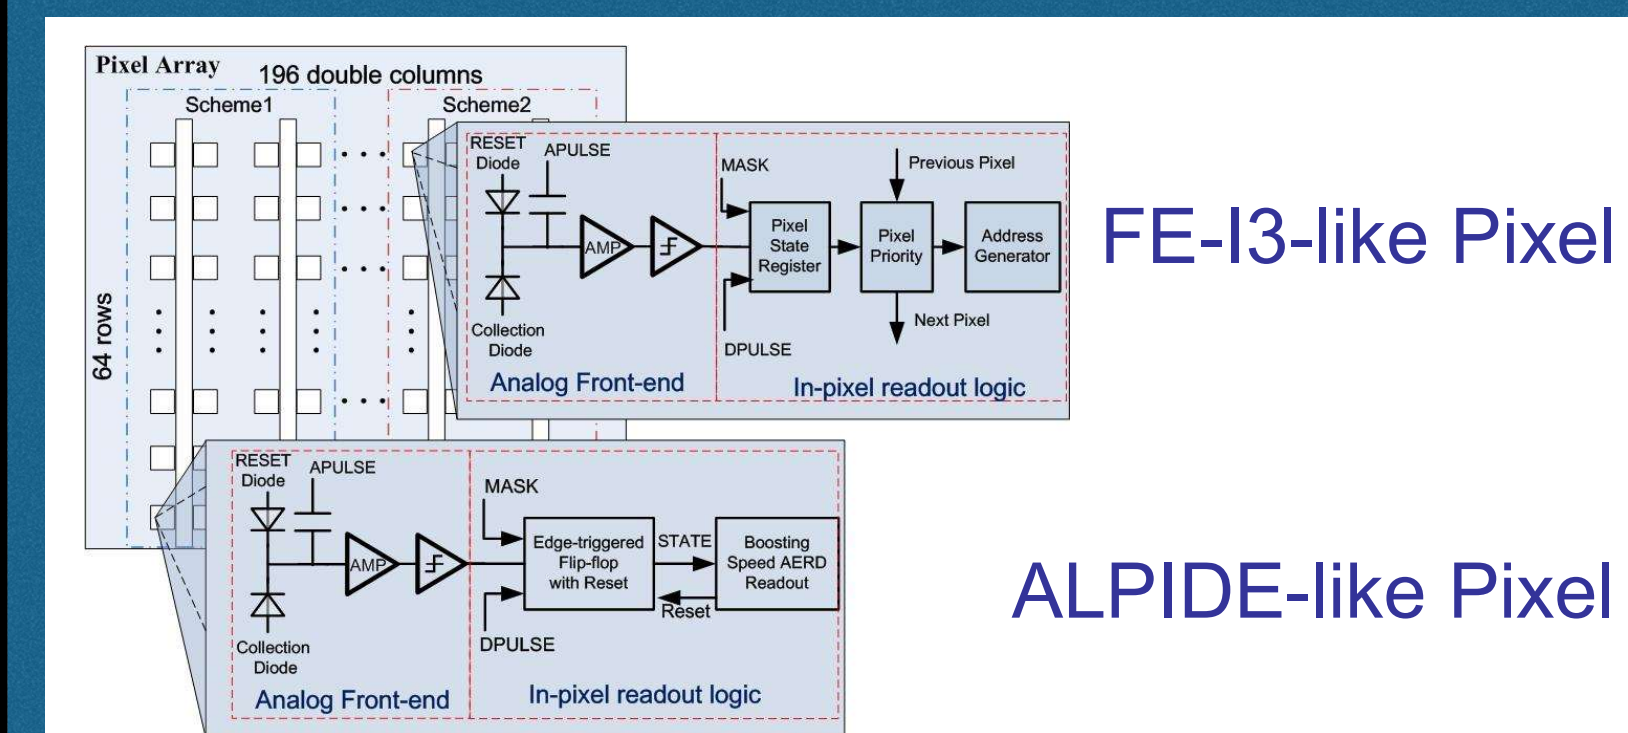 Pixel Array
196 double columns
Scheme1
Scheme2
64 rows
RESET
Diode
APULSE
AMP
Collection
Diode
Analog Front-end
MASK
Pixel
State
Register
DPULSE
Previous Pixel
Pixel
Priority
Next Pixel
Address
Generator
In-pixel readout logic
FE-I3-like Pixel
RESET
Diode
APULSE
AMP
Collection
Diode
Analog Front-end
MASK
Edge-triggered
Flip-flop
with Reset
DPULSE
STATE
Reset
Boosting
Speed AERD
Readout
In-pixel readout logic
ALPIDE-like Pixel